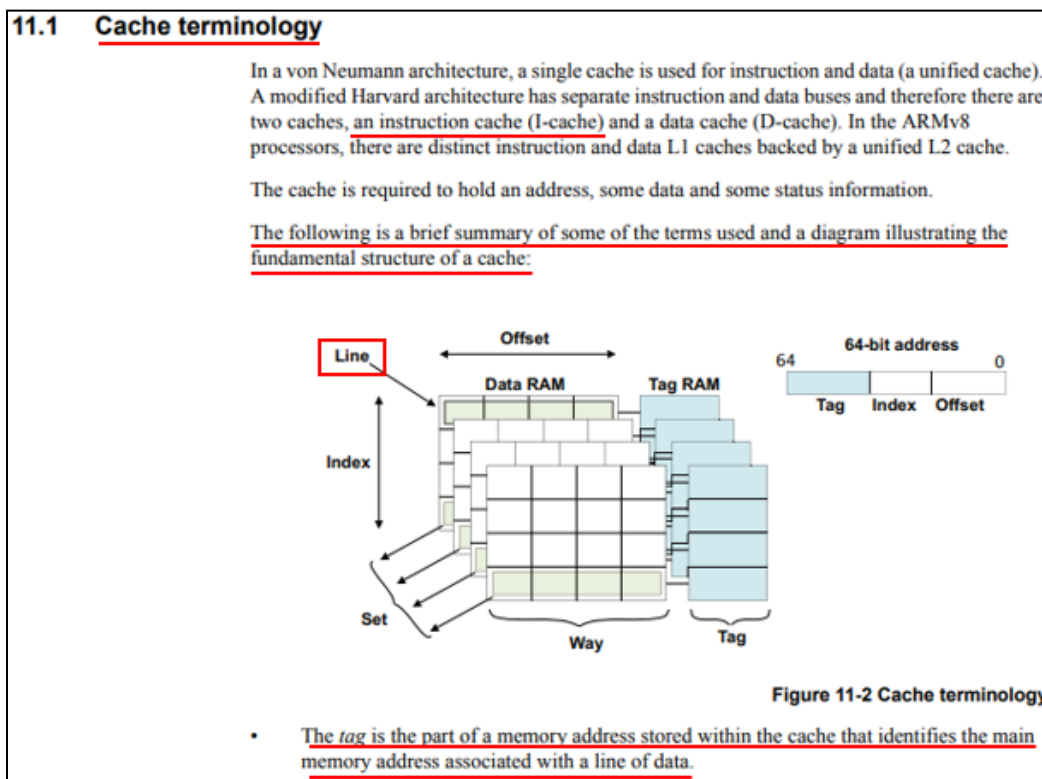 11.1 Cache terminology
In a von Neumann architecture, a single cache is used for instruction and data (a unified cache).
A modified Harvard architecture has separate instruction and data buses and therefore there are
two caches, an instruction cache (I-cache) and a data cache (D-cache). In the ARMv8
processors, there are distinct instruction and data L1 caches backed by a unified L2 cache.
The cache is required to hold an address, some data and some status information.
The following is a brief summary of some of the terms used and a diagram illustrating the
fundamental structure of a cache:
Offset
Line
64-bit address
64 0
Data RAM Tag RAM
Tag Index Offset
Index
Set
Way
Tag
Figure 11-2 Cache terminology
• The tag is the part of a memory address stored within the cache that identifies the main
memory address associated with a line of data.